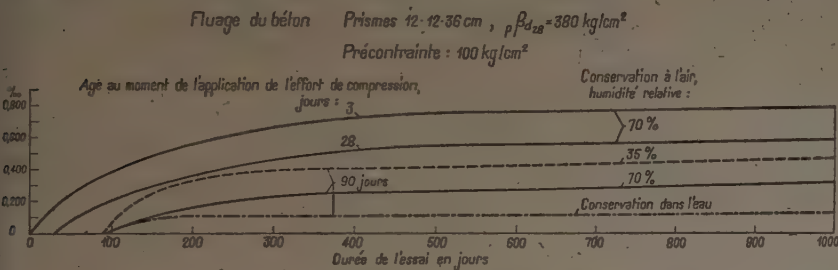 Fluage du béton Prismes 12·12·36 cm , pβd28 = 380 kg/cm²
Précontrainte : 100 kg/cm²
‰ Age au moment de l'application de l'effort de compression, Conservation à l'air,
jours : humidité relative :
0,800
3
70 %
0,600
28
35 %
0,400
90 jours
70 %
0,200
Conservation dans l'eau
0
0 100 200 300 400 500 600 700 800 900 1000
Durée de l'essai en jours